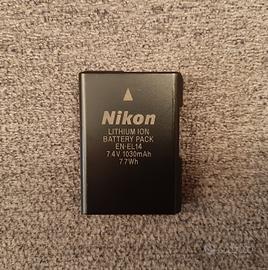 Nikon
LITHIUM ION
BATTERY PACK
EN-EL14
7.4V 1030mAh
7.7Wh